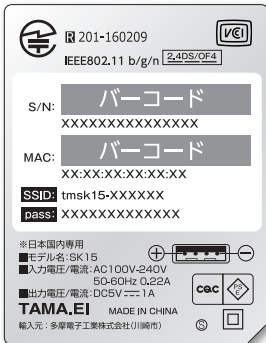 R 201-160209
VCCI
IEEE802.11 b/g/n 2.4DS/OF4
S/N: バーコード
XXXXXXXXXXXXXXX
MAC: バーコード
XX:XX:XX:XX:XX:XX
SSID: tmsk15-XXXXXX
pass: XXXXXXXXXXXXX
※日本国内専用
■モデル名:SK15
■入力電圧/電流:AC100V-240V
50-60Hz 0.22A
■出力電圧/電流:DC5V⎓1A
CQC
PSE
TAMA.EI MADE IN CHINA
輸入元:多摩電子工業株式会社(川崎市)
S